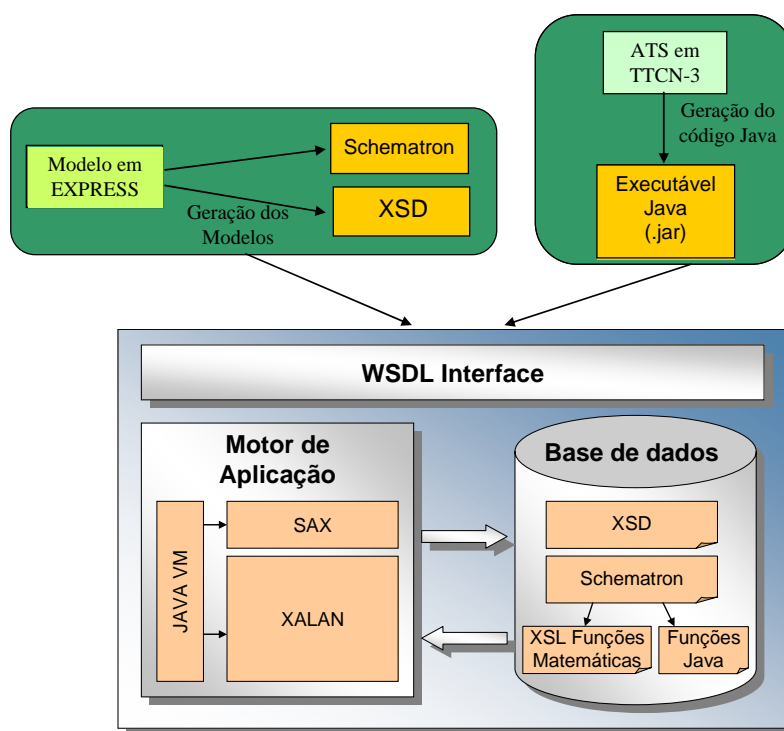 ATS em
TTCN-3
Geração do
código Java
Executável
Java
(.jar)
Modelo em
EXPRESS
Schematron
XSD
Geração dos
Modelos
WSDL Interface
Motor de
Aplicação
JAVA VM
SAX
XALAN
Base de dados
XSD
Schematron
XSL Funções
Matemáticas
Funções
Java